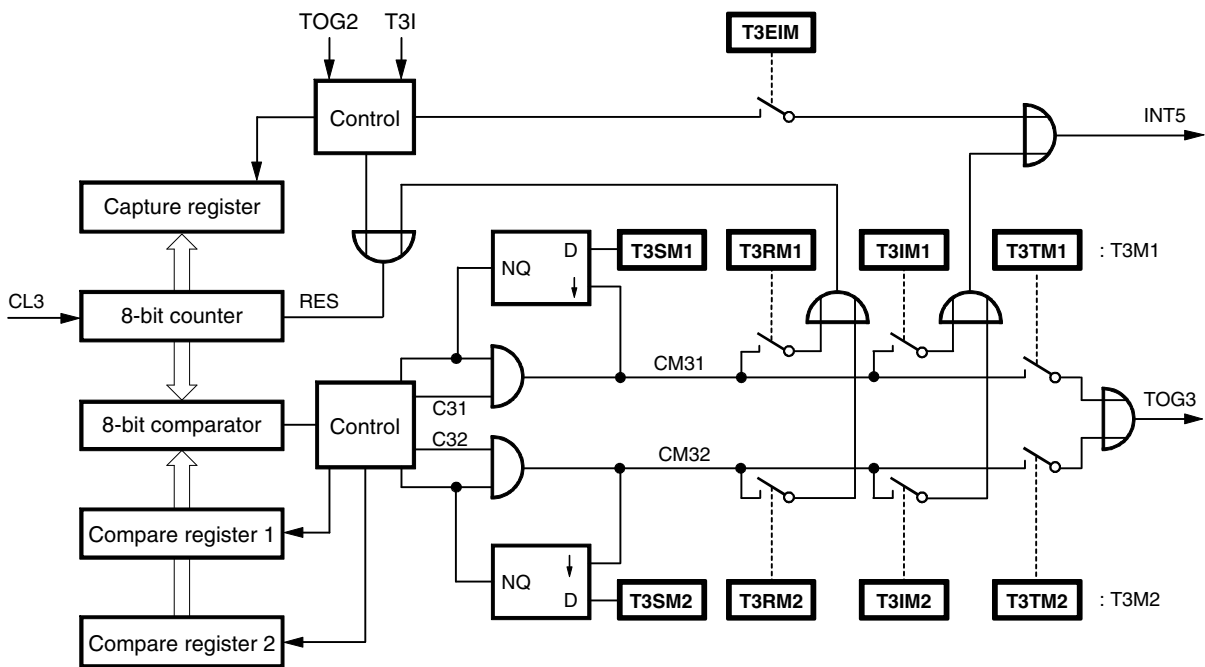 TOG2 T3I
T3EIM
Control
INT5
Capture register
D
NQ
T3SM1
T3RM1
T3IM1
T3TM1
: T3M1
CL3
8-bit counter
RES
CM31
C31
TOG3
8-bit comparator
Control
C32
CM32
Compare register 1
NQ
D
T3SM2
T3RM2
T3IM2
T3TM2
: T3M2
Compare register 2